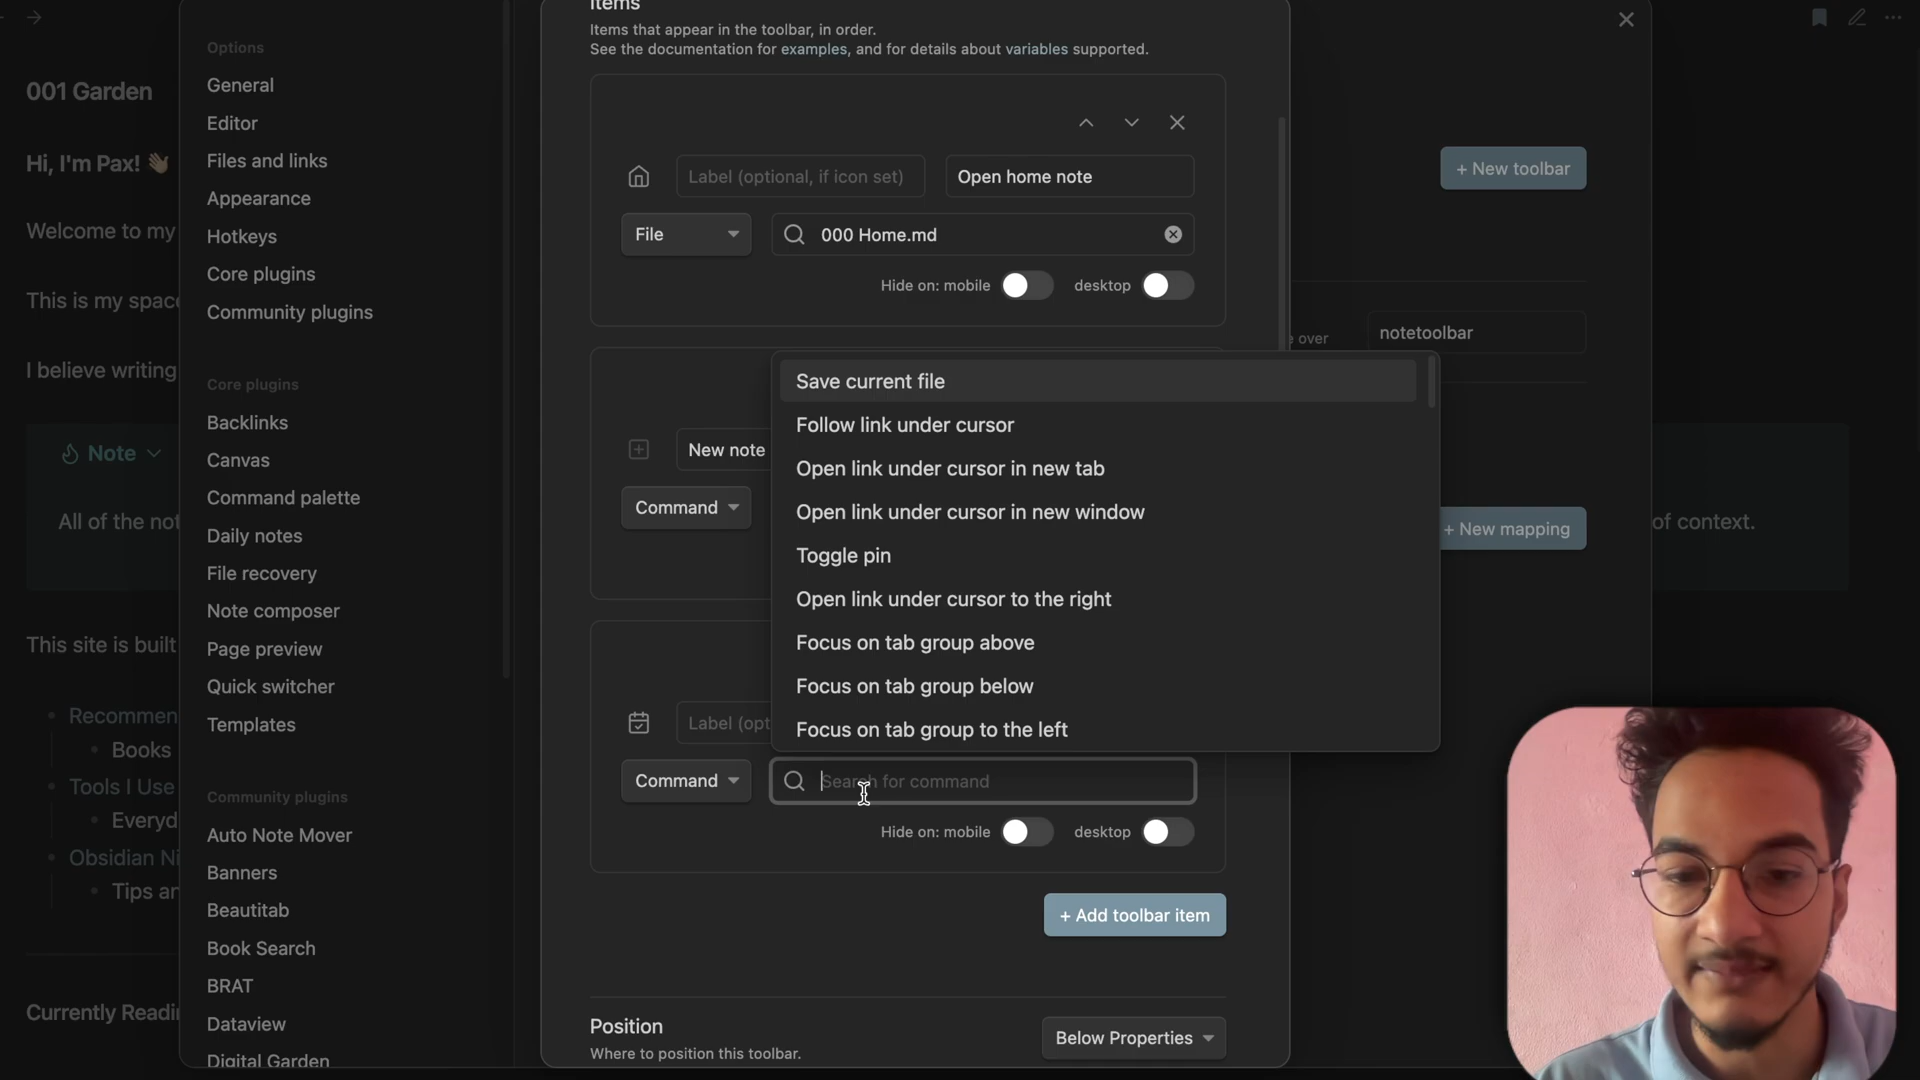 Options
General
Editor
Files and links
Appearance
Hotkeys
Core plugins
Community plugins
Core plugins
Backlinks
Canvas
Command palette
Daily notes
File recovery
Note composer
Page preview
Quick switcher
Templates
Community plugins
Auto Note Mover
Banners
Beautitab
Book Search
BRAT
Dataview
Digital Garden
001 Garden
Hi, I'm Pax! 👋
Welcome to my
This is my space
I believe writing
Note
All of the not
This site is built
Recommen
Books
Tools I Use
Everyd
Obsidian Ni
Tips an
Currently Readin
Items
Items that appear in the toolbar, in order.
See the documentation for examples, and for details about variables supported.
Label (optional, if icon set)
Open home note
File
000 Home.md
Hide on: mobile
desktop
New note
Command
Save current file
Follow link under cursor
Open link under cursor in new tab
Open link under cursor in new window
Toggle pin
Open link under cursor to the right
Focus on tab group above
Focus on tab group below
Focus on tab group to the left
Label (opt
Command
Search for command
Hide on: mobile
desktop
+ Add toolbar item
Position
Where to position this toolbar.
Below Properties
+ New toolbar
e over
notetoolbar
+ New mapping
of context.